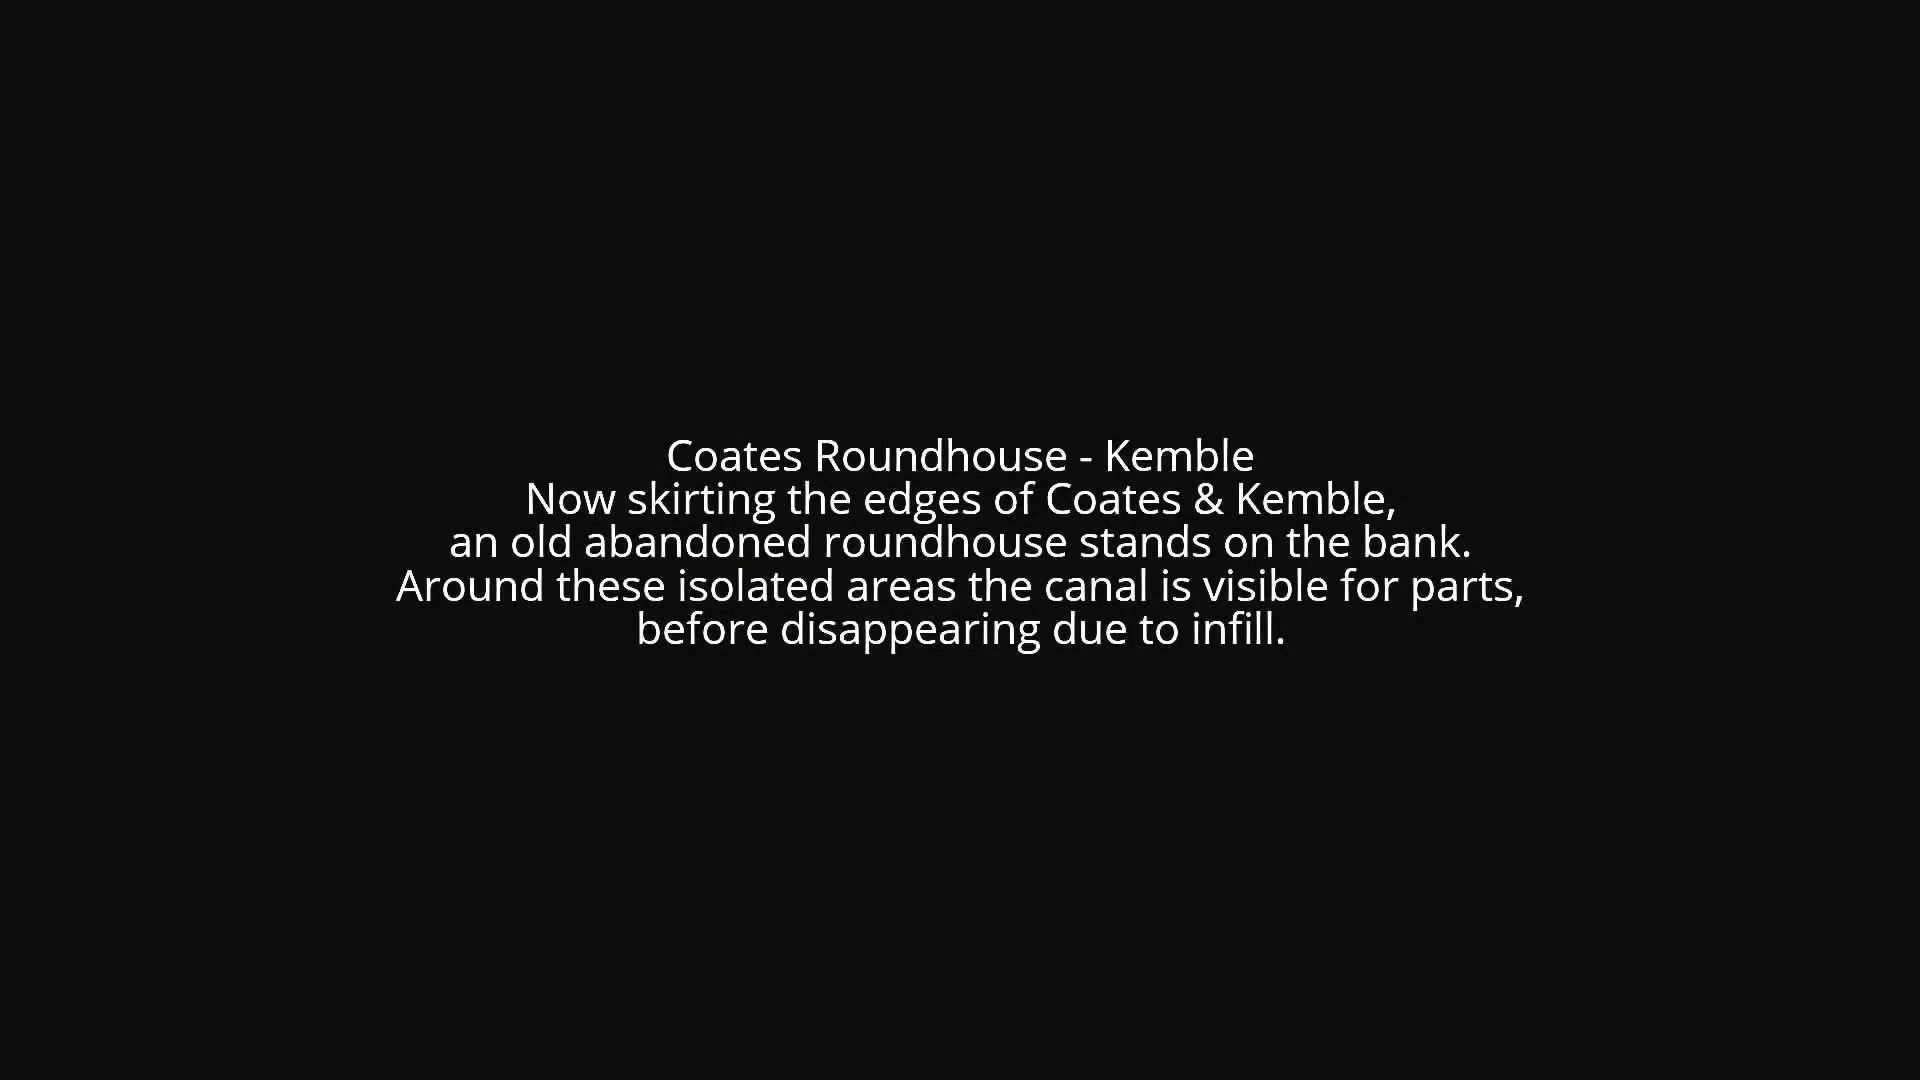 Coates Roundhouse - Kemble
Now skirting the edges of Coates & Kemble,
an old abandoned roundhouse stands on the bank.
Around these isolated areas the canal is visible for parts,
before disappearing due to infill.